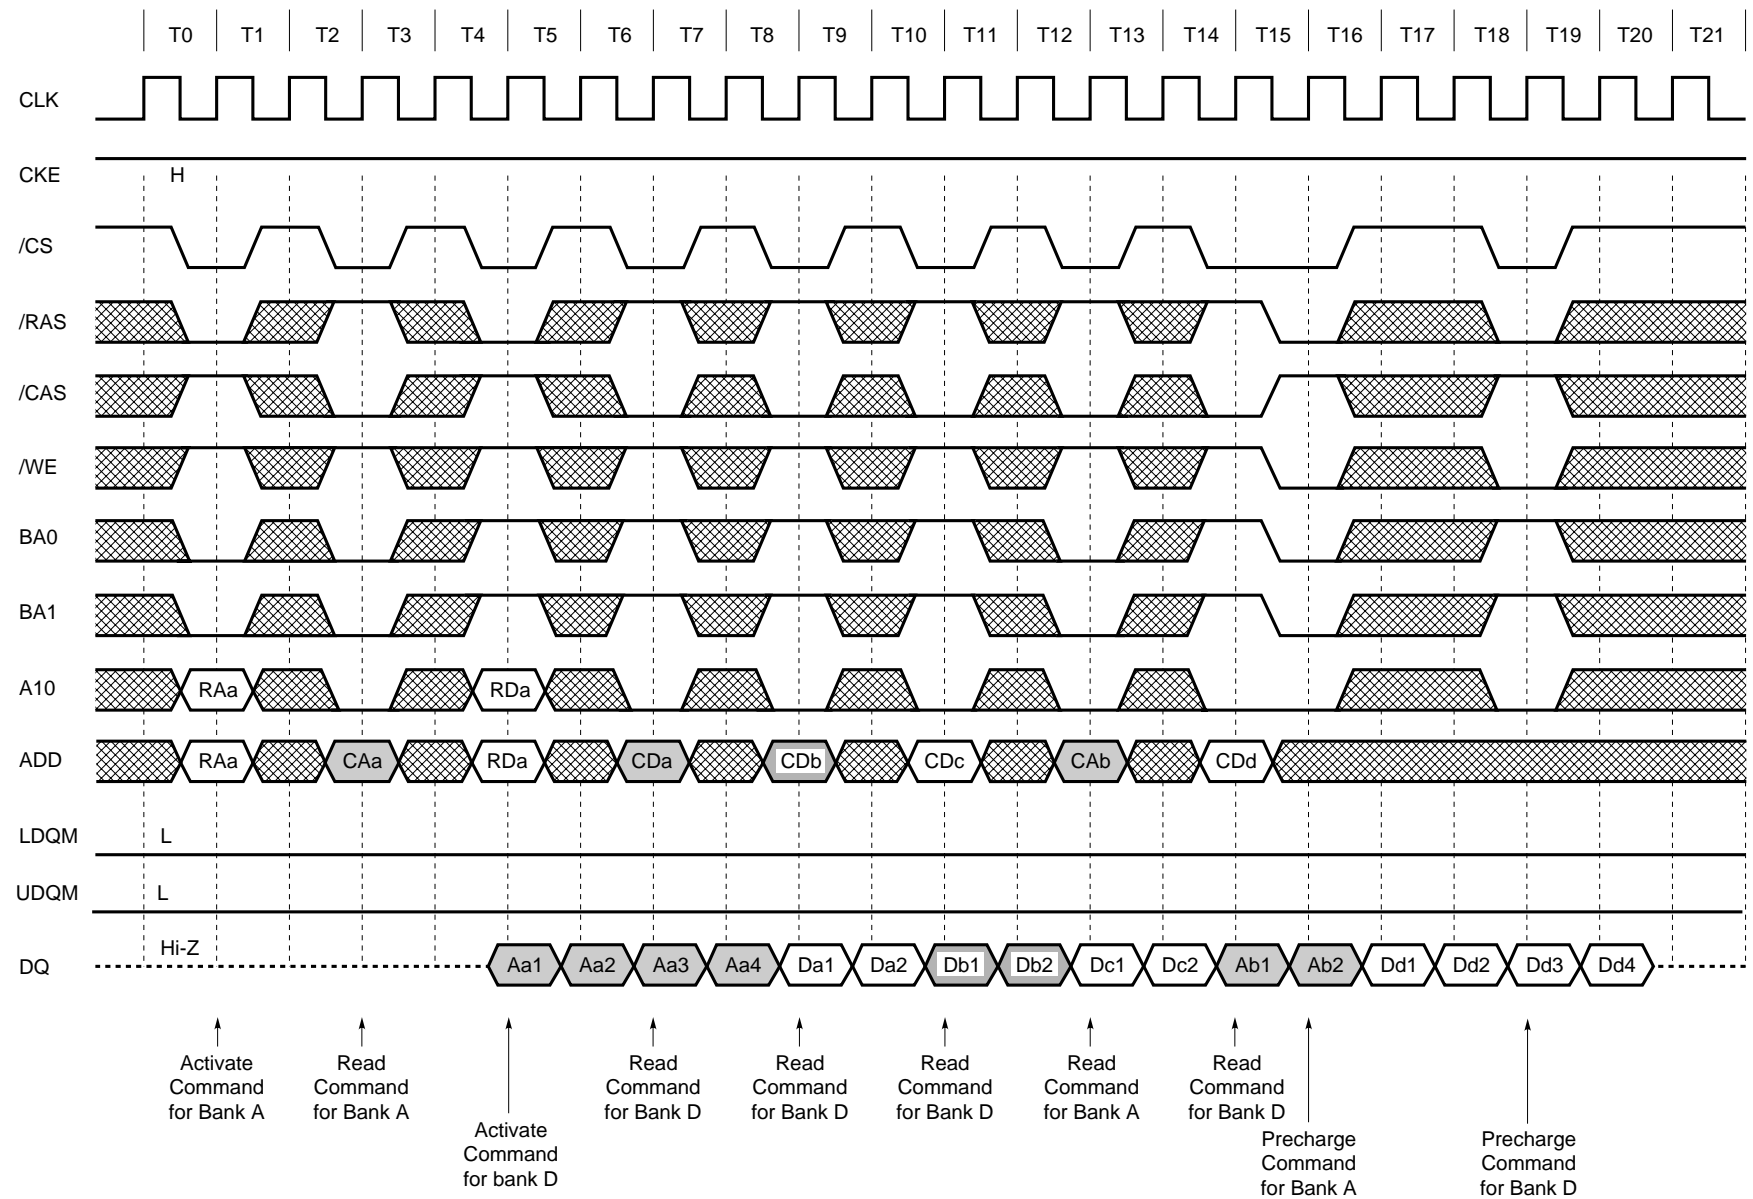 T0 T1 T2 T3 T4 T5 T6 T7 T8 T9 T10 T11 T12 T13 T14 T15 T16 T17 T18 T19 T20 T21
CLK
CKE H
/CS
/RAS
/CAS
/WE
BA0
BA1
A10 RAa RDa
ADD RAa CAa RDa CDa CDb CDc CAb CDd
LDQM L
UDQM L
DQ Hi-Z Aa1 Aa2 Aa3 Aa4 Da1 Da2 Db1 Db2 Dc1 Dc2 Ab1 Ab2 Dd1 Dd2 Dd3 Dd4
Activate
Command
for Bank A
Read
Command
for Bank A
Activate
Command
for bank D
Read
Command
for Bank D
Read
Command
for Bank D
Read
Command
for Bank D
Read
Command
for Bank A
Read
Command
for Bank D
Precharge
Command
for Bank A
Precharge
Command
for Bank D